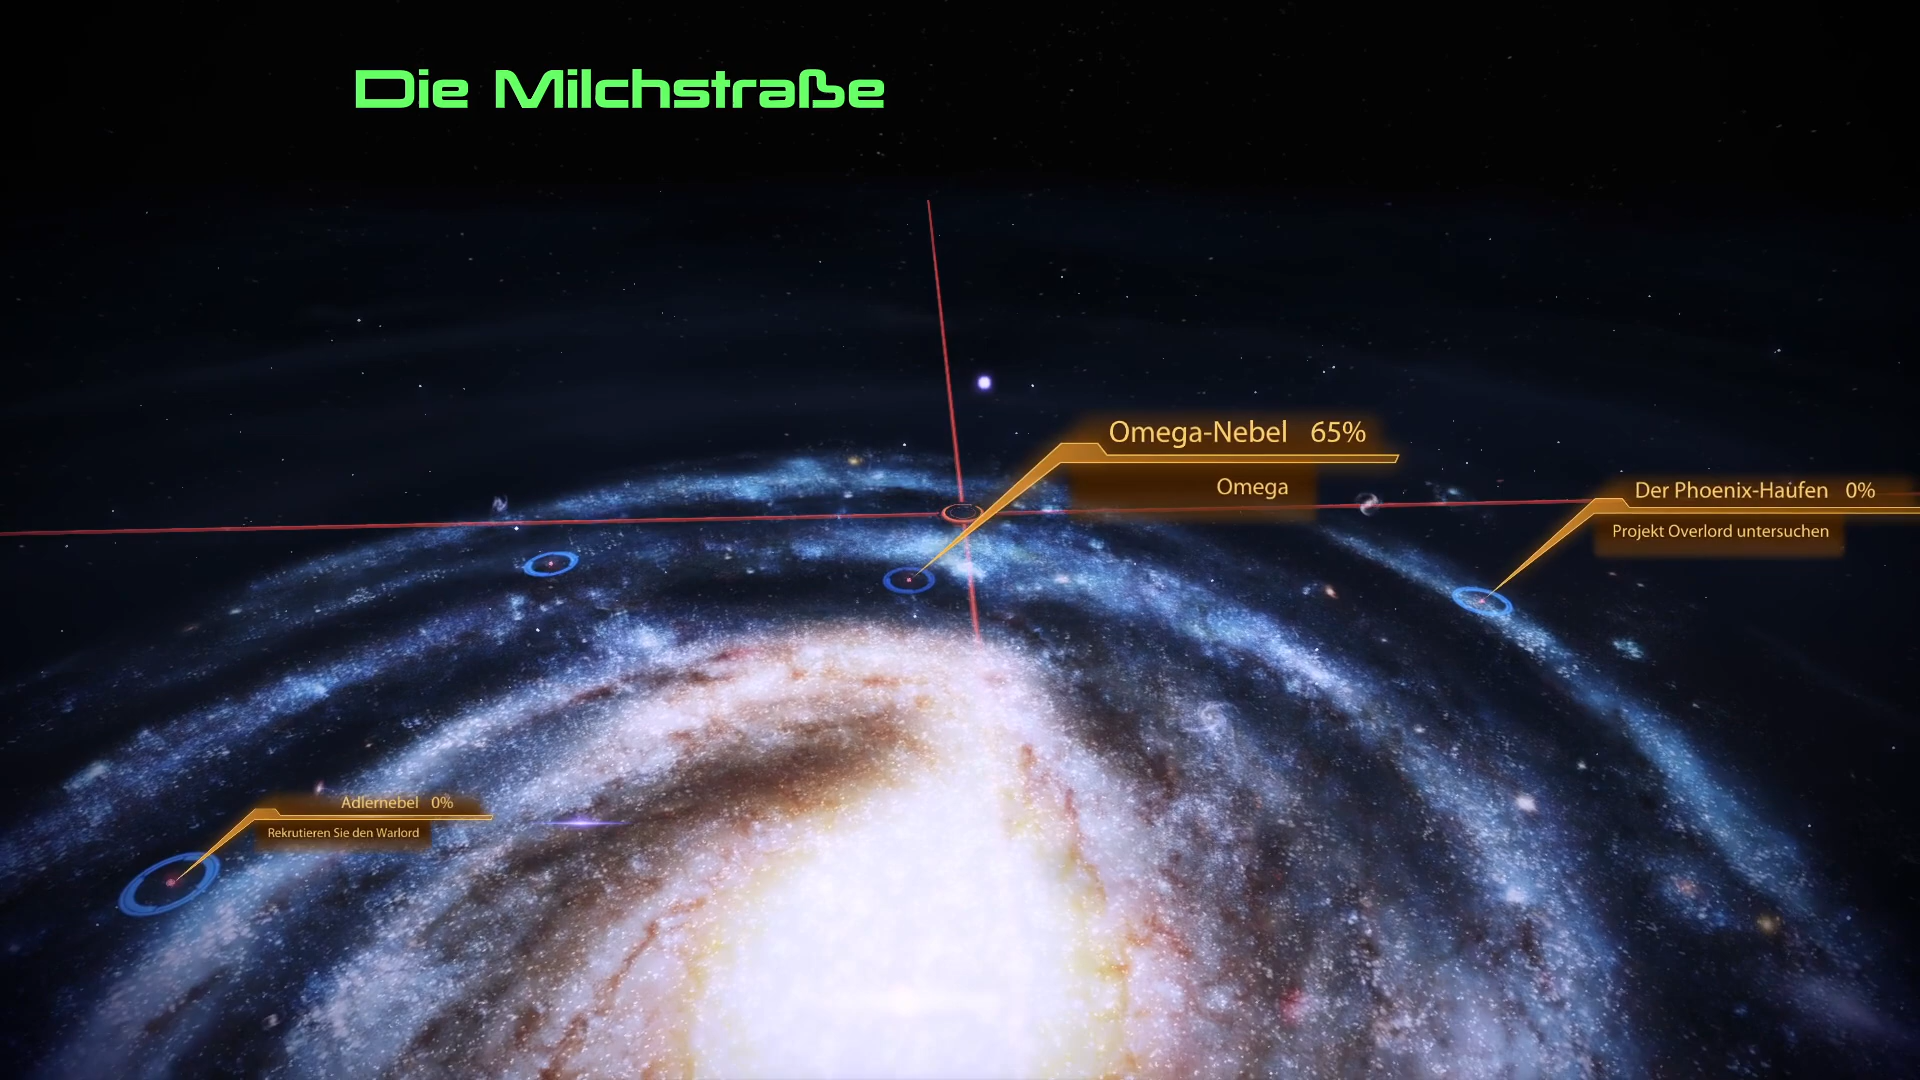 Die Milchstraße
Omega-Nebel 65%
Omega
Der Phoenix-Haufen 0%
Projekt Overlord untersuchen
Adlernebel 0%
Rekrutieren Sie den Warlord